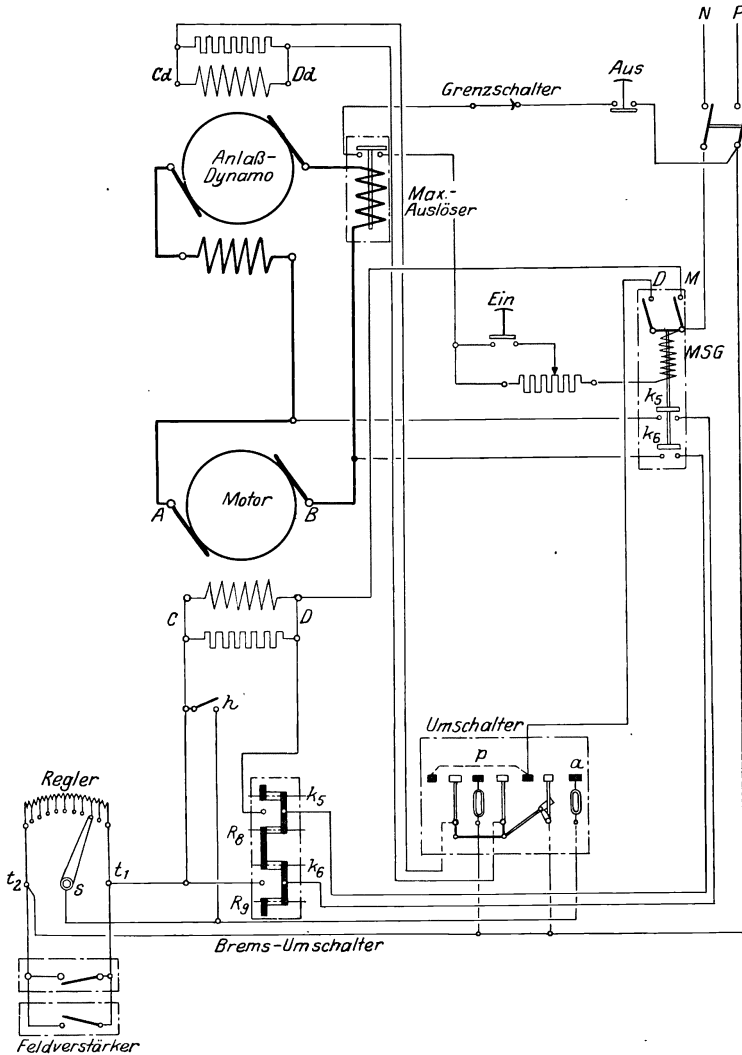 N P
Cd Dd
Aus
Grenzschalter
Anlaß-
Dynamo
Max.-
Auslöser
D M
Ein
MSG
k5
k6
A Motor B
C D
h
Umschalter
p a
Regler
k5
R8
k6
t2 s t1
R9
Brems-Umschalter
Feldverstärker